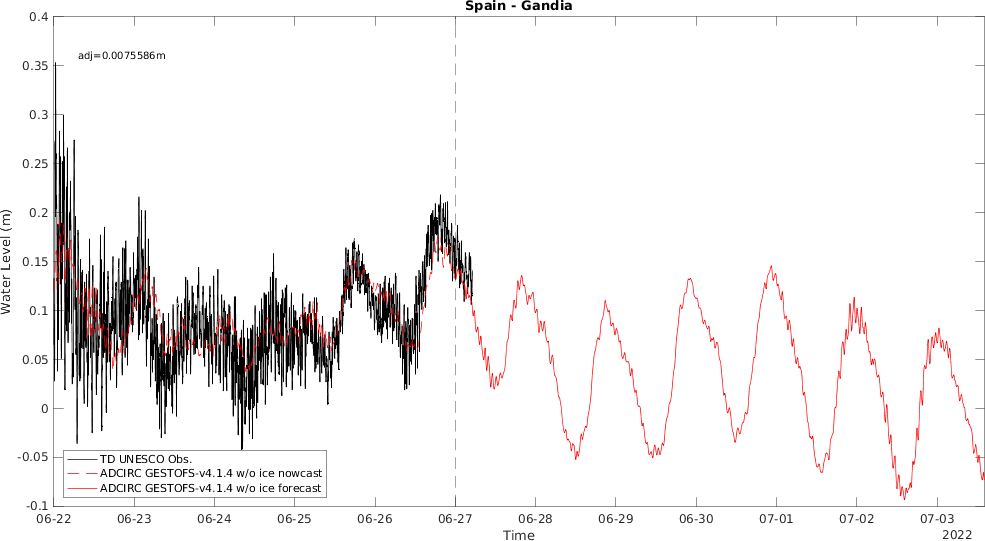 Spain - Gandia
adj=0.0075586m
Water Level (m)
0.4
0.35
0.3
0.25
0.2
0.15
0.1
0.05
0
-0.05
-0.1
TD UNESCO Obs.
ADCIRC GESTOFS-v4.1.4 w/o ice nowcast
ADCIRC GESTOFS-v4.1.4 w/o ice forecast
06-22 06-23 06-24 06-25 06-26 06-27 06-28 06-29 06-30 07-01 07-02 07-03
Time
2022